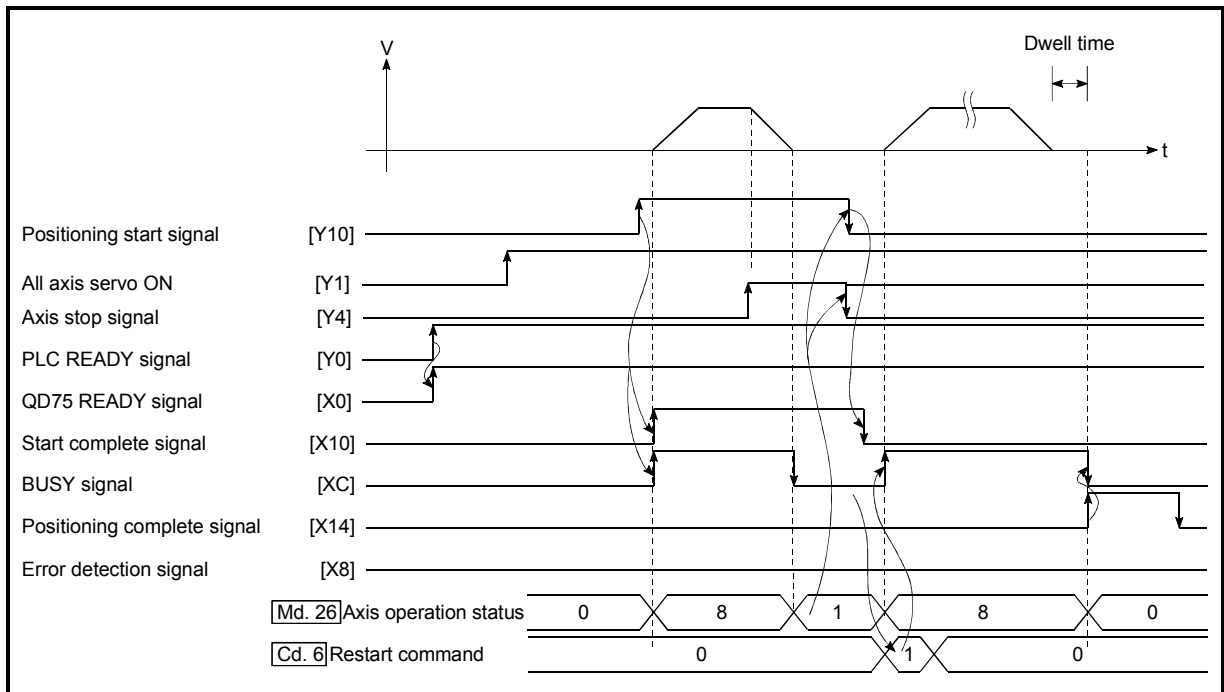 Dwell time
V
t
Positioning start signal [Y10]
All axis servo ON [Y1]
Axis stop signal [Y4]
PLC READY signal [Y0]
QD75 READY signal [X0]
Start complete signal [X10]
BUSY signal [XC]
Positioning complete signal [X14]
Error detection signal [X8]
Md. 26 Axis operation status 0 8 1 8 0
Cd. 6 Restart command 0 1 0